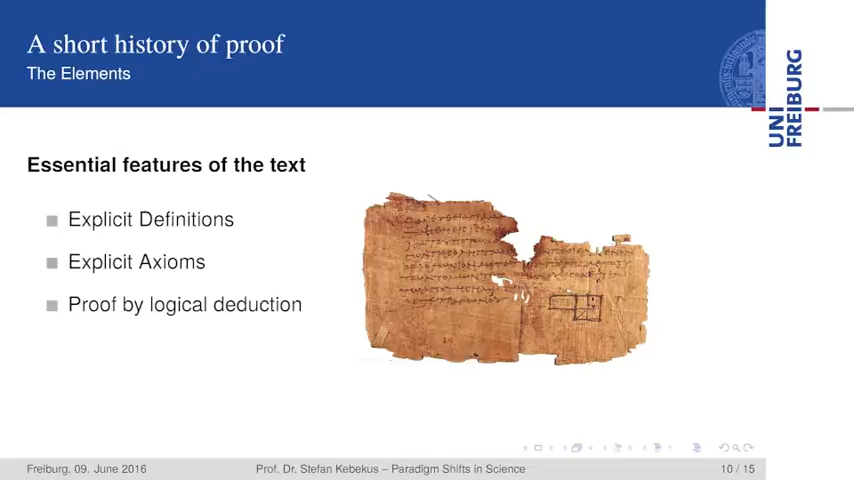 A short history of proof
The Elements
UNI
FREIBURG
Essential features of the text
Explicit Definitions
Explicit Axioms
Proof by logical deduction
Freiburg, 09. June 2016
Prof. Dr. Stefan Kebekus – Paradigm Shifts in Science
10 / 15